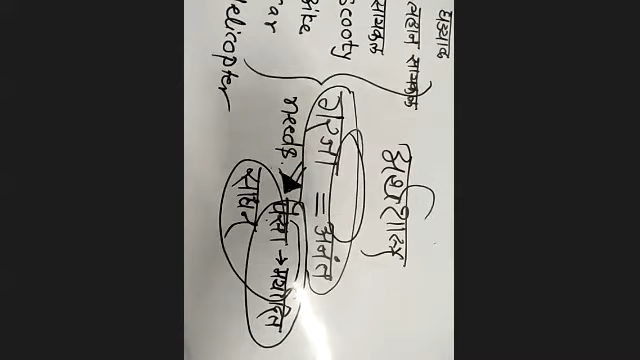 लहान सायकल
अर्थशास्त्र
सायकल
Scooty
गरजा = अनंत
Bike
needs.
पैसा → मर्यादित
Car
साधन
Helicopter